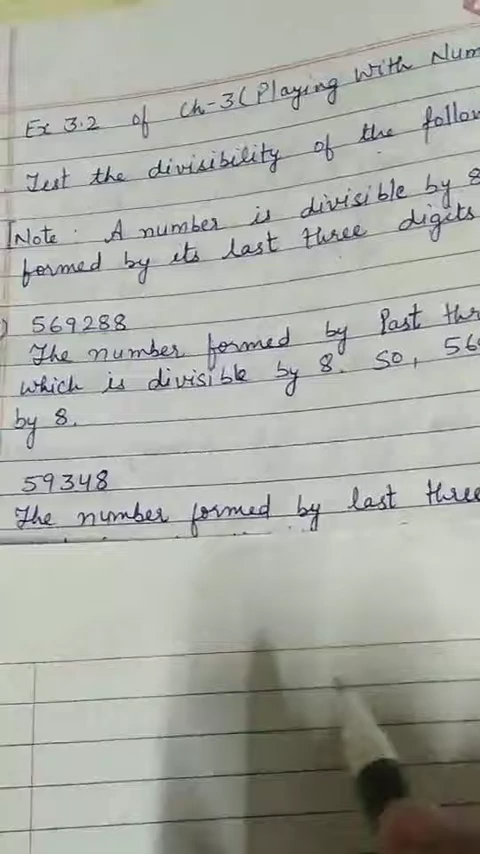 Ex 3.2 of Ch-3 (Playing With Num
Test the divisibility of the follow
[Note: A number is divisible by 8
formed by its last three digits
) 569288
The number formed by Last thr
which is divisible by 8. So, 56
by 8.
59348
The number formed by last three